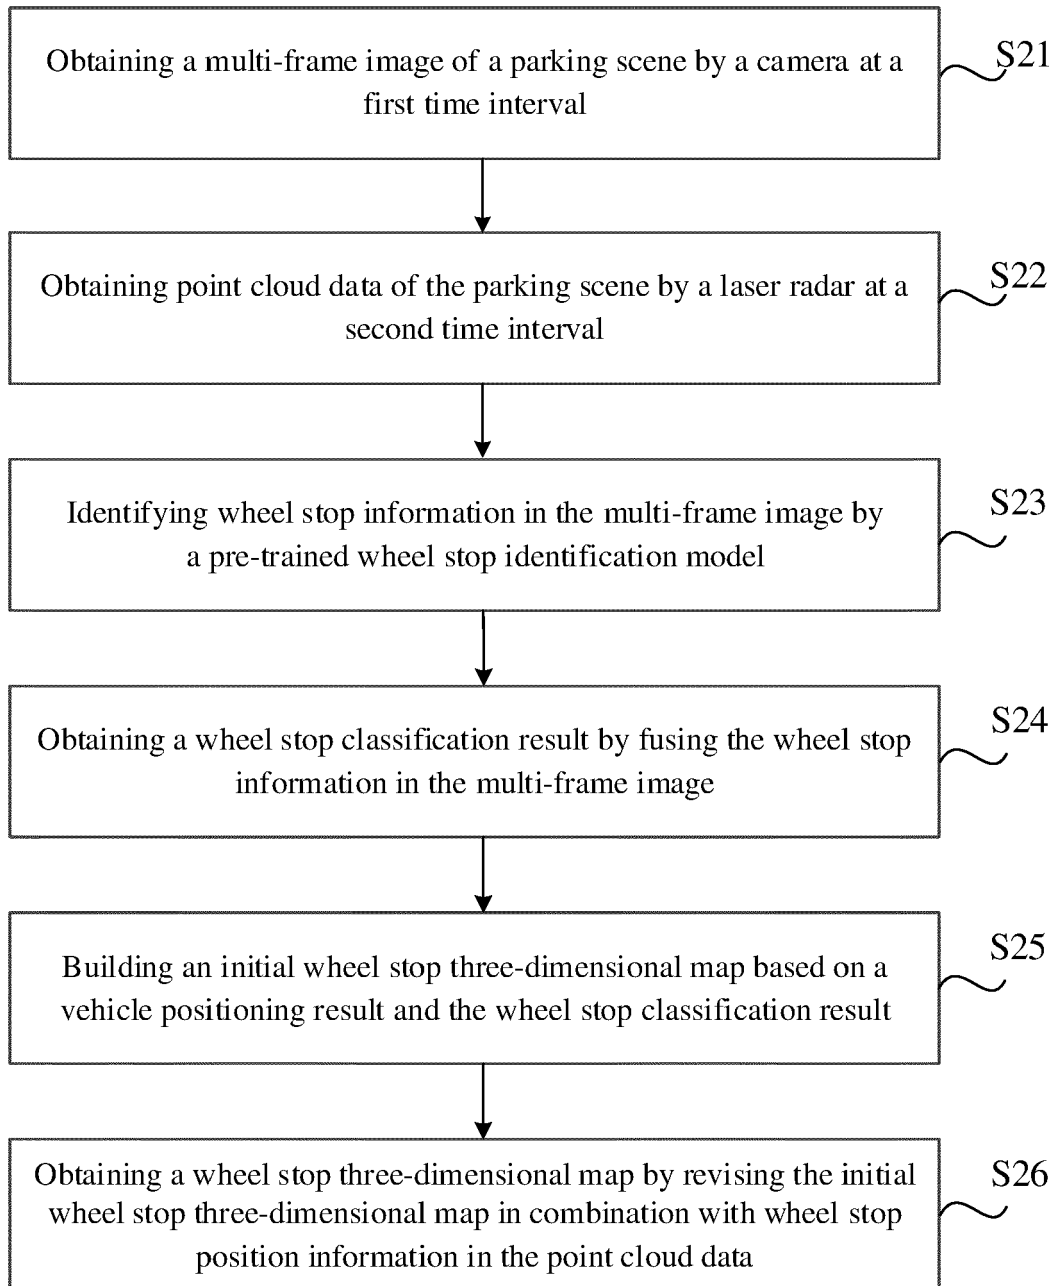 Obtaining a multi-frame image of a parking scene by a camera at a
first time interval
S21
Obtaining point cloud data of the parking scene by a laser radar at a
second time interval
S22
Identifying wheel stop information in the multi-frame image by
a pre-trained wheel stop identification model
S23
Obtaining a wheel stop classification result by fusing the wheel stop
information in the multi-frame image
S24
Building an initial wheel stop three-dimensional map based on a
vehicle positioning result and the wheel stop classification result
S25
Obtaining a wheel stop three-dimensional map by revising the initial
wheel stop three-dimensional map in combination with wheel stop
position information in the point cloud data
S26